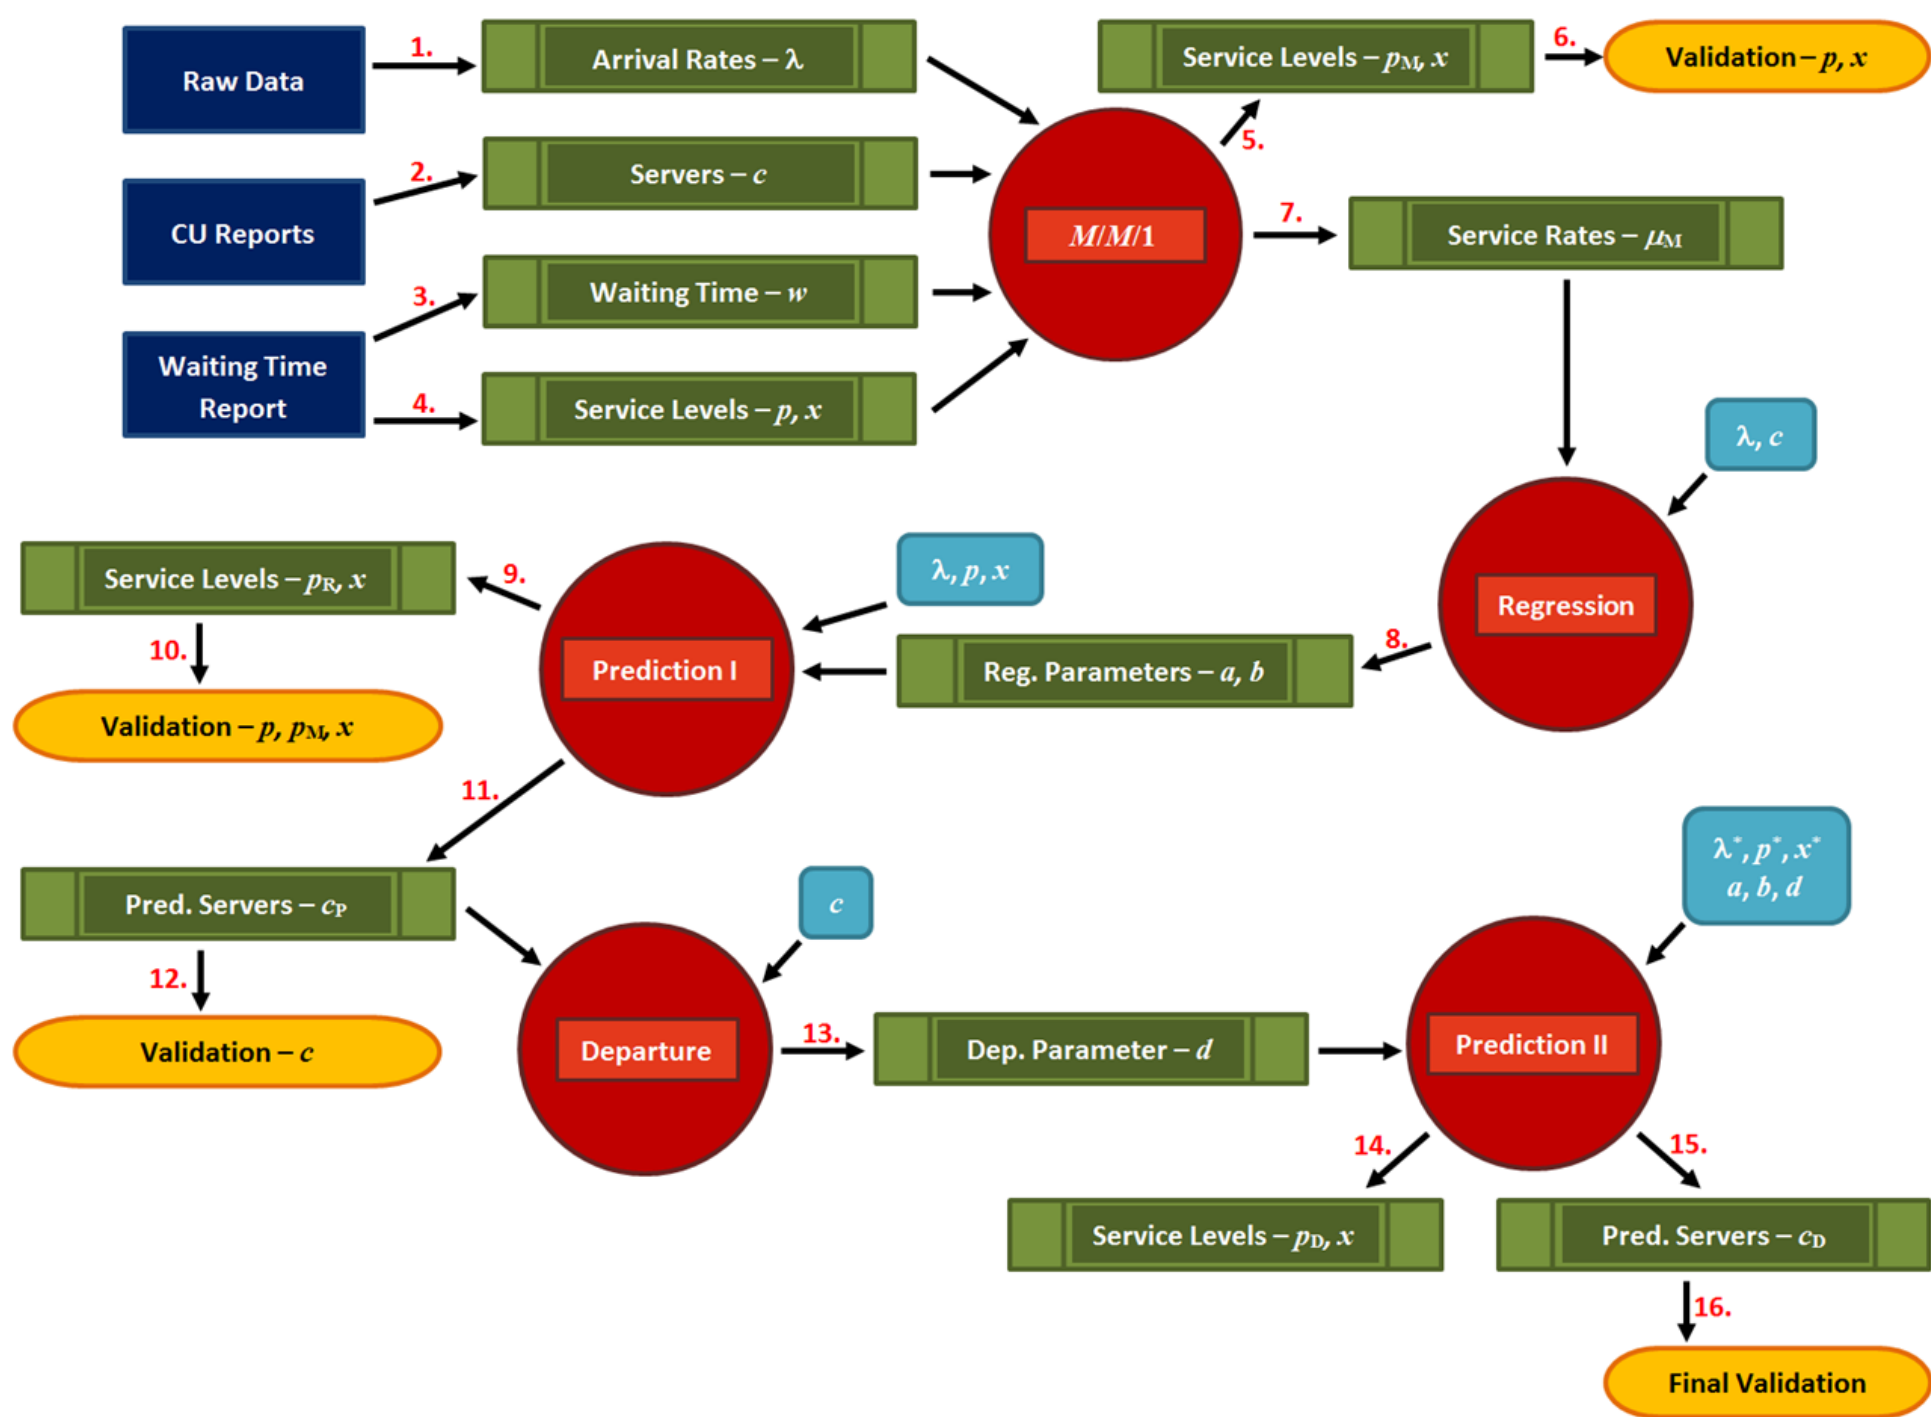 Raw Data
1.
Arrival Rates – λ
Service Levels – pM, x
6.
Validation – p, x
CU Reports
2.
Servers – c
5.
M/M/1
7.
Service Rates – μM
Waiting Time
Report
3.
Waiting Time – w
4.
Service Levels – p, x
λ, c
Regression
8.
Reg. Parameters – a, b
λ, p, x
Prediction I
9.
Service Levels – pR, x
10.
Validation – p, pM, x
11.
Pred. Servers – cP
12.
Validation – c
c
Departure
13.
Dep. Parameter – d
λ*, p*, x*
a, b, d
Prediction II
14.
15.
Service Levels – pD, x
Pred. Servers – cD
16.
Final Validation